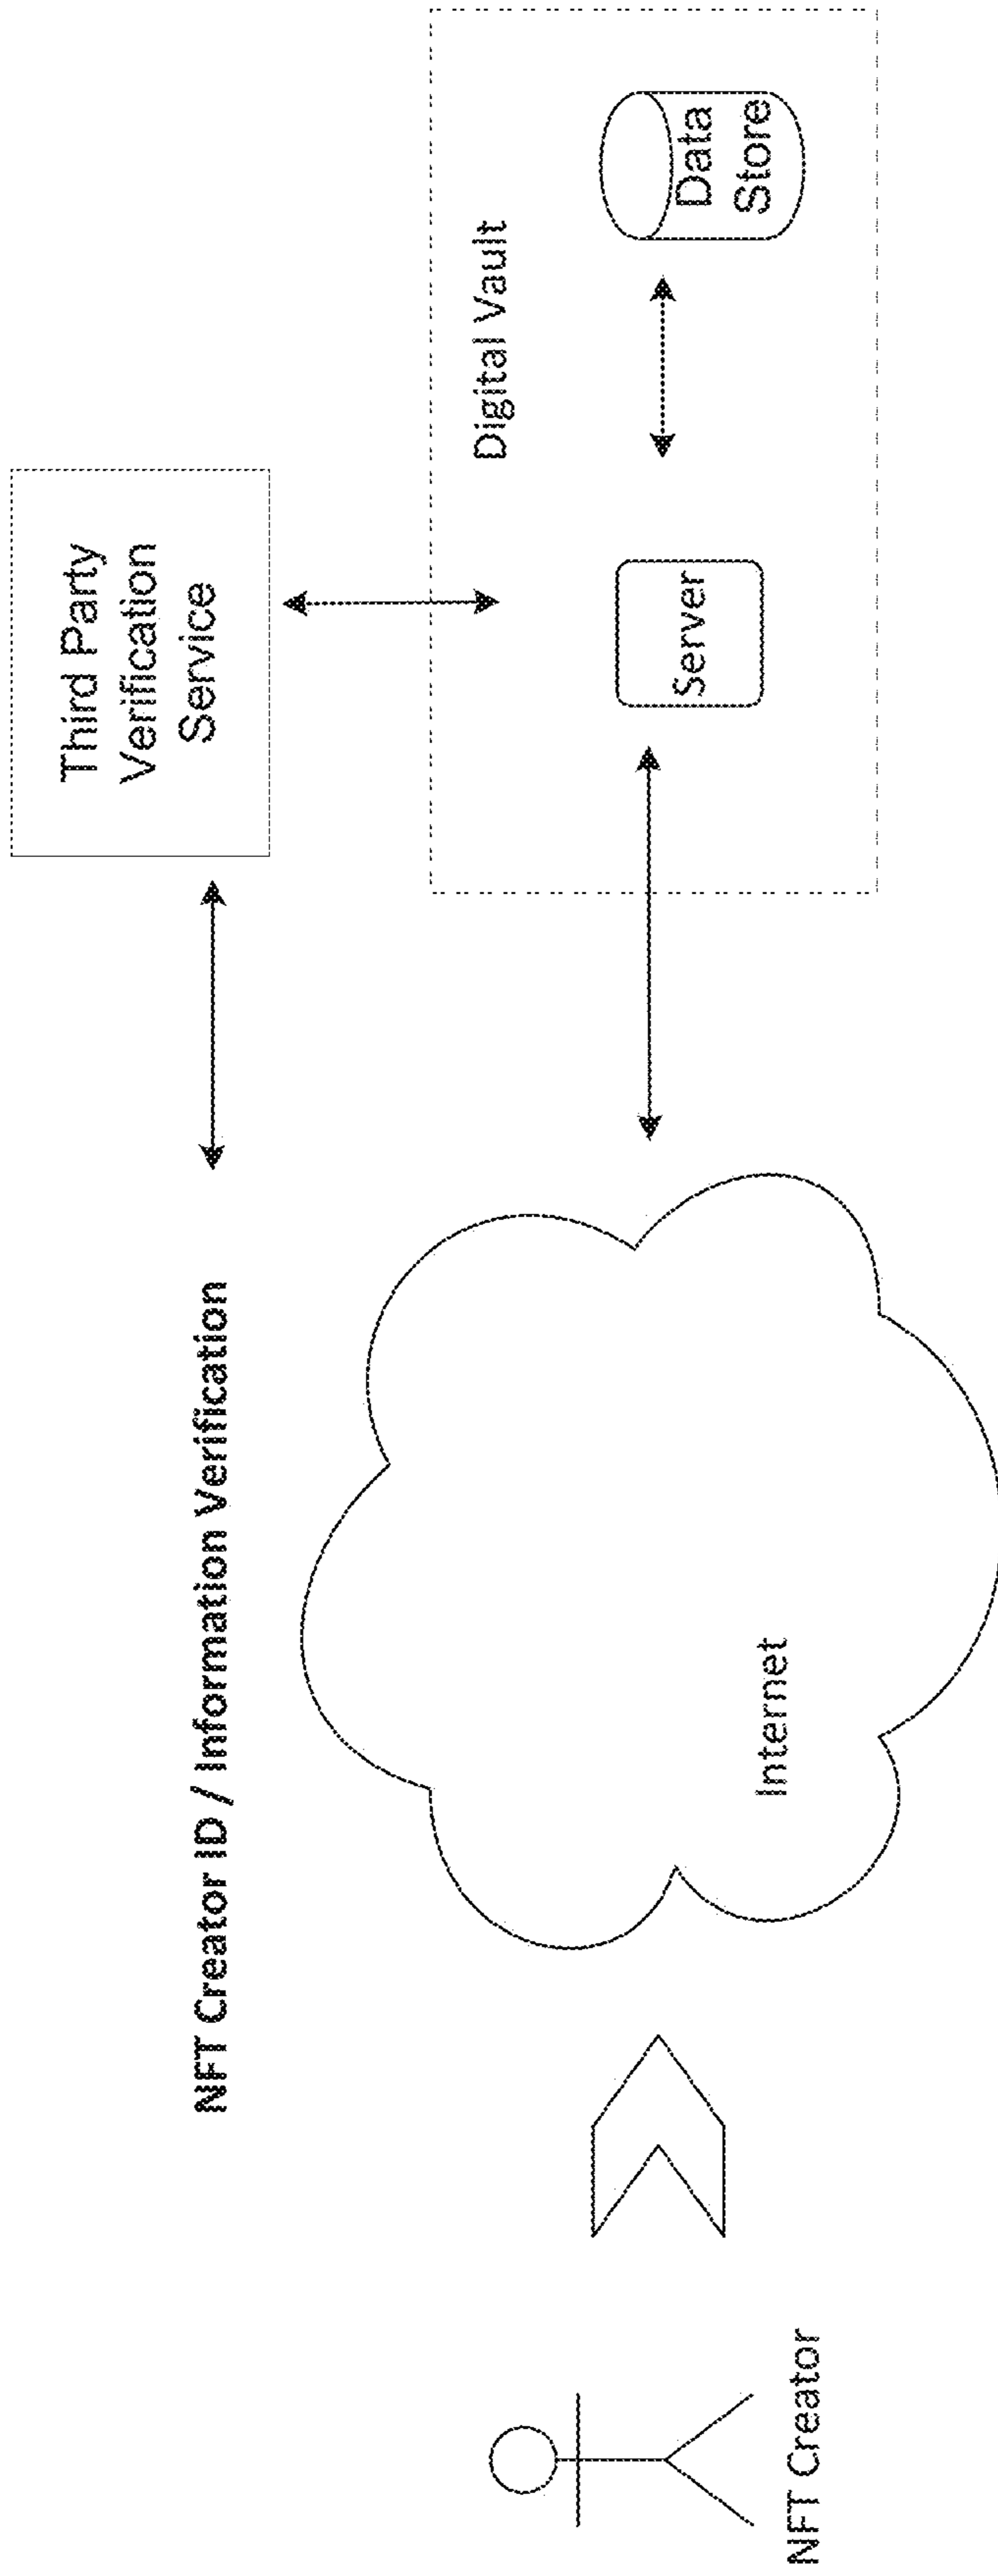 Third Party
Verification
Service
NFT Creator ID / Information Verification
Digital Vault
Server
Data
Store
Internet
NFT Creator